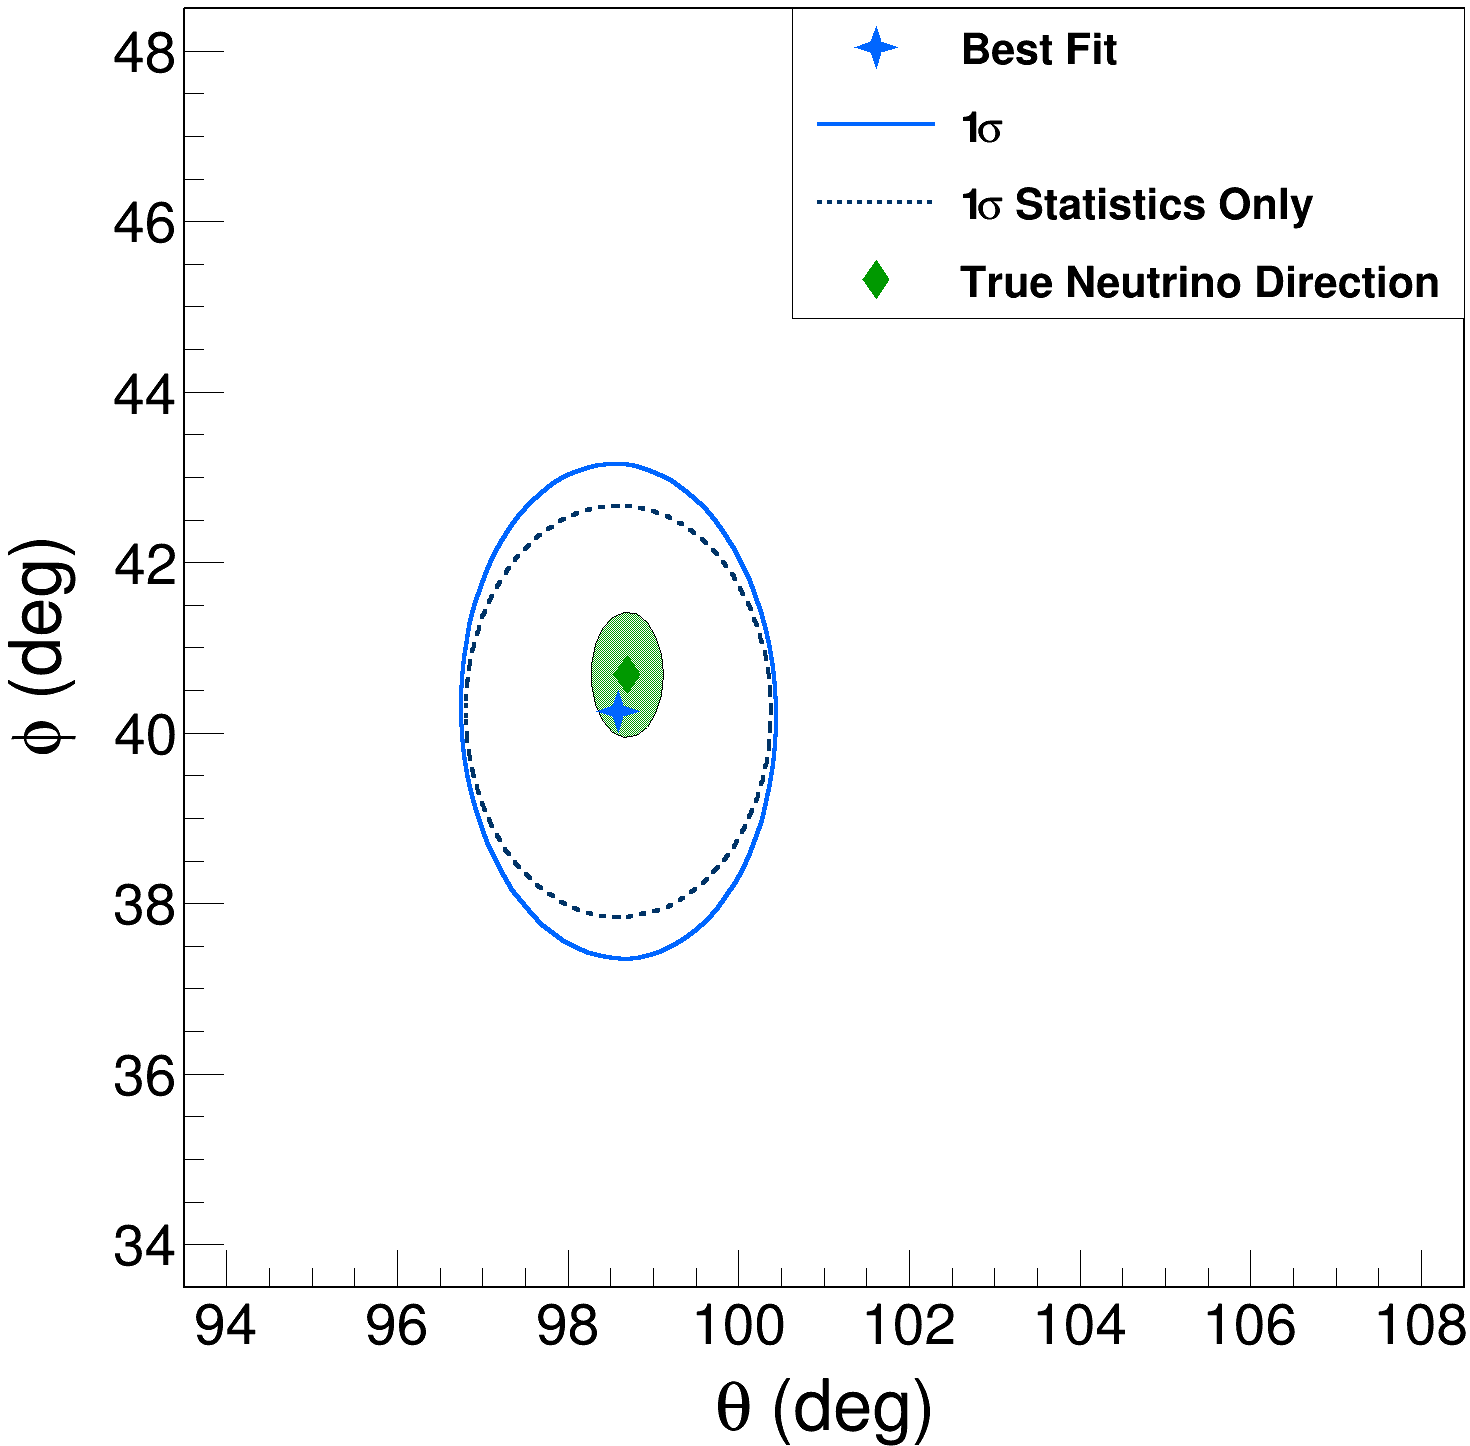 Best Fit
1σ
1σ Statistics Only
True Neutrino Direction
48
46
44
42
40
38
36
34
ϕ (deg)
94 96 98 100 102 104 106 108
θ (deg)